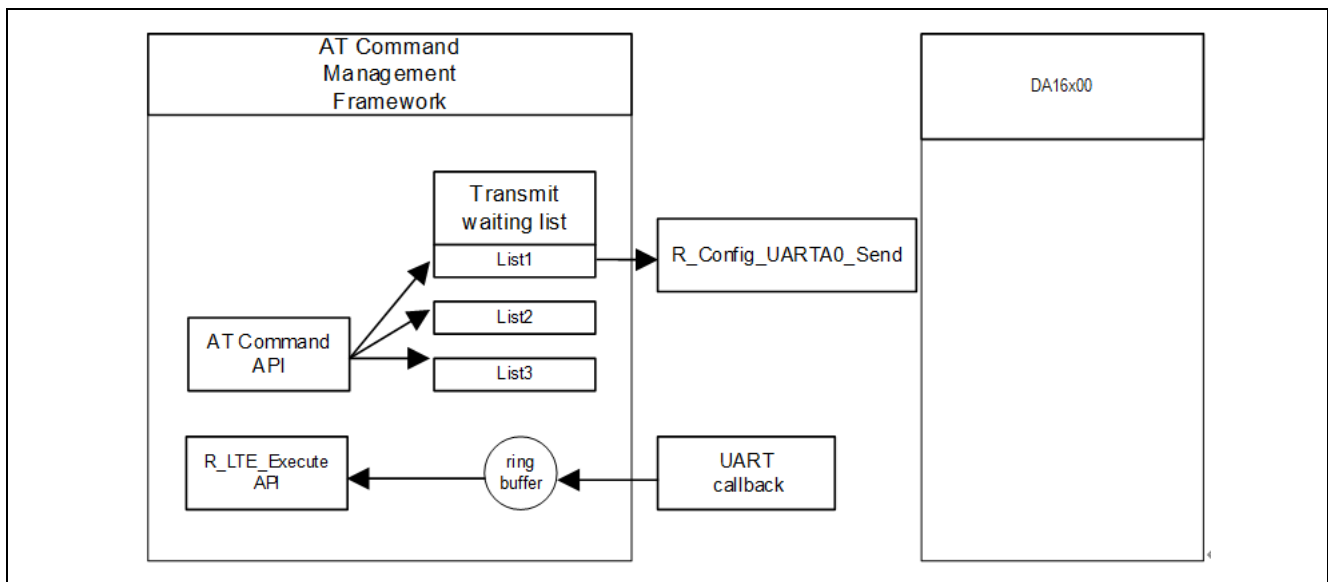 AT Command
Management
Framework
DA16x00
Transmit
waiting list
List1
R_Config_UARTA0_Send
List2
AT Command
API
List3
R_LTE_Execute
API
ring
buffer
UART
callback